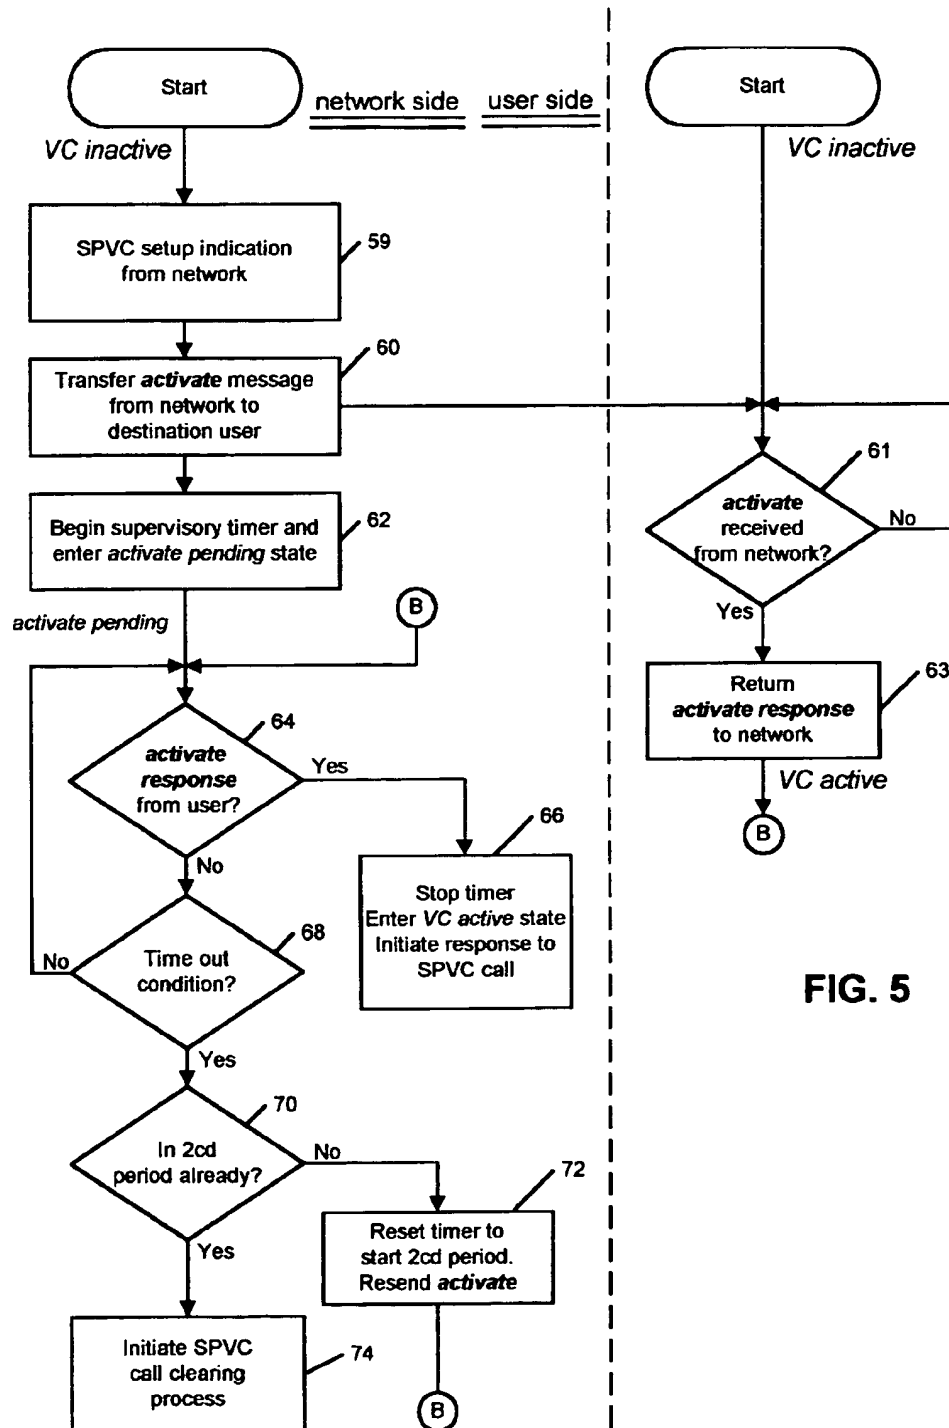 Start
network side
user side
VC inactive
SPVC setup indication
from network
59
Transfer activate message
from network to
destination user
60
Begin supervisory timer and
enter activate pending state
62
activate pending
B
activate
response
from user?
64
Yes
No
66
Stop timer
Enter VC active state
Initiate response to
SPVC call
Time out
condition?
68
No
Yes
In 2cd
period already?
70
No
Yes
72
Reset timer to
start 2cd period.
Resend activate
B
Initiate SPVC
call clearing
process
74
Start
VC inactive
activate
received
from network?
61
No
Yes
Return
activate response
to network
63
VC active
B
FIG. 5